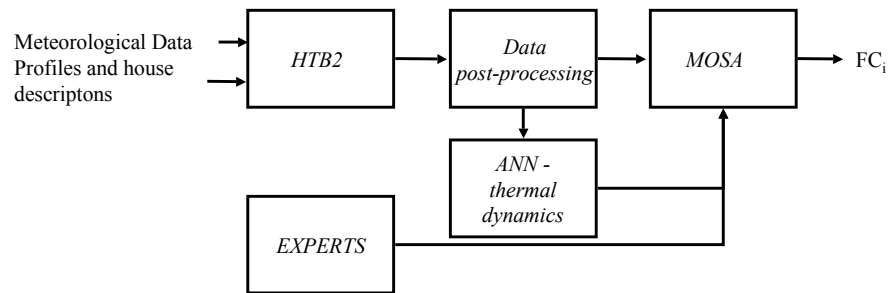 Meteorological Data
Profiles and house
descriptons
HTB2
Data
post-processing
MOSA
FCi
ANN -
thermal
dynamics
EXPERTS